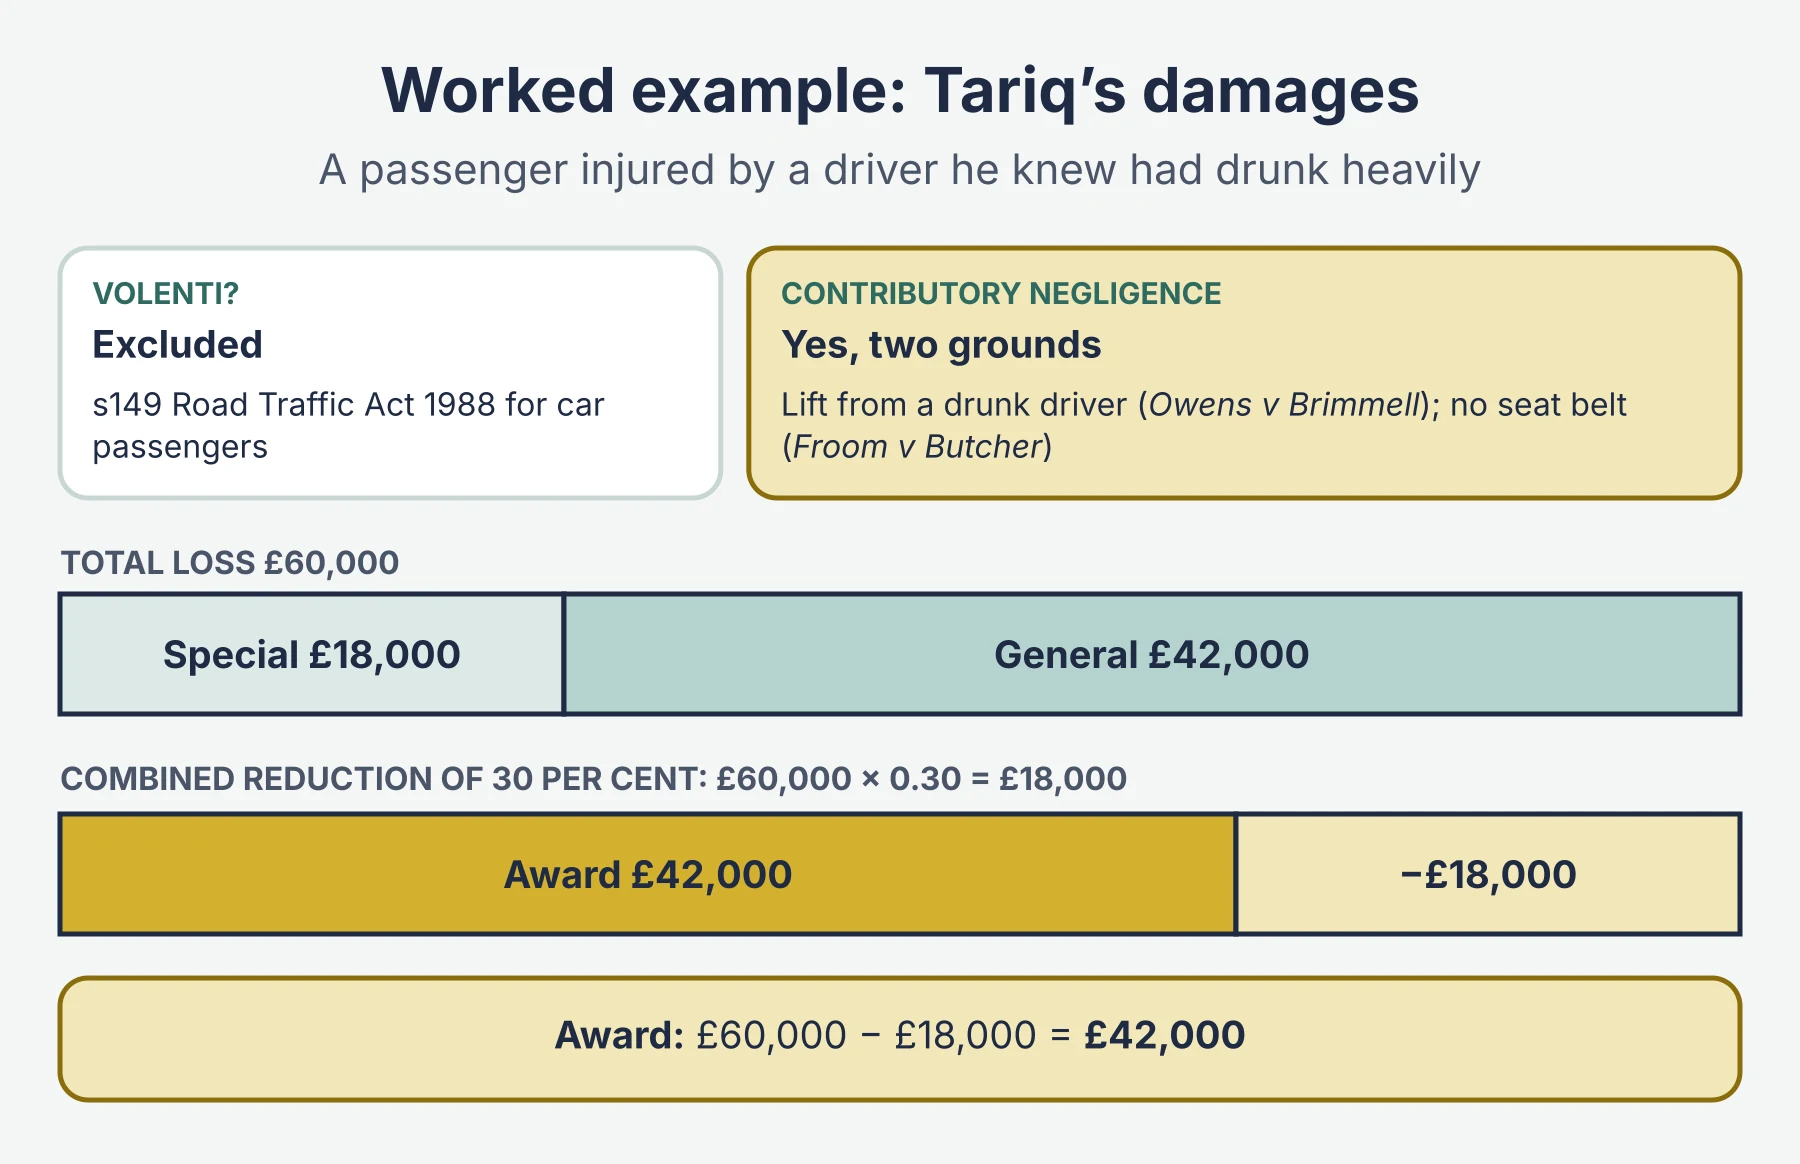 Worked example: Tariq’s damages
A passenger injured by a driver he knew had drunk heavily
VOLENTI?
Excluded
s149 Road Traffic Act 1988 for car
passengers
CONTRIBUTORY NEGLIGENCE
Yes, two grounds
Lift from a drunk driver (Owens v Brimmell); no seat belt
(Froom v Butcher)
TOTAL LOSS £60,000
Special £18,000
General £42,000
COMBINED REDUCTION OF 30 PER CENT: £60,000 × 0.30 = £18,000
Award £42,000
−£18,000
Award: £60,000 − £18,000 = £42,000